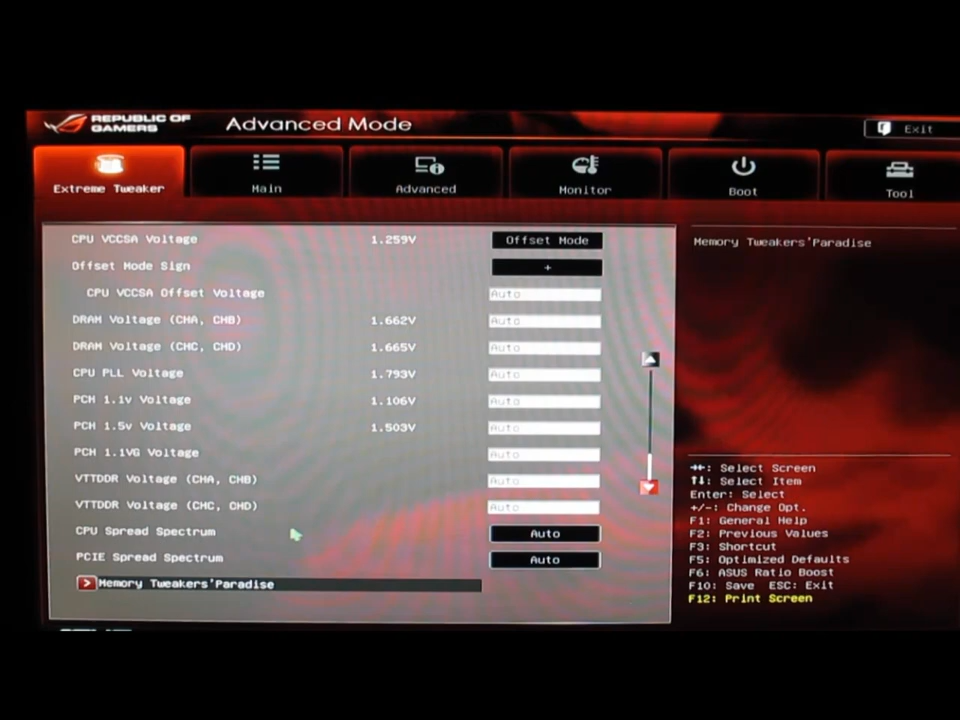 REPUBLIC OF
GAMERS
Advanced Mode
Exit
Extreme Tweaker
Main
Advanced
Monitor
Boot
Tool
CPU VCCSA Voltage 1.259V Offset Mode
Offset Mode Sign +
CPU VCCSA Offset Voltage Auto
DRAM Voltage (CHA, CHB) 1.662V Auto
DRAM Voltage (CHC, CHD) 1.665V Auto
CPU PLL Voltage 1.793V Auto
PCH 1.1v Voltage 1.106V Auto
PCH 1.5v Voltage 1.503V Auto
PCH 1.1VG Voltage Auto
VTTDDR Voltage (CHA, CHB) Auto
VTTDDR Voltage (CHC, CHD) Auto
CPU Spread Spectrum Auto
PCIE Spread Spectrum Auto
> Memory Tweakers'Paradise
Memory Tweakers'Paradise
→←: Select Screen
↑↓: Select Item
Enter: Select
+/-: Change Opt.
F1: General Help
F2: Previous Values
F3: Shortcut
F5: Optimized Defaults
F6: ASUS Ratio Boost
F10: Save ESC: Exit
F12: Print Screen